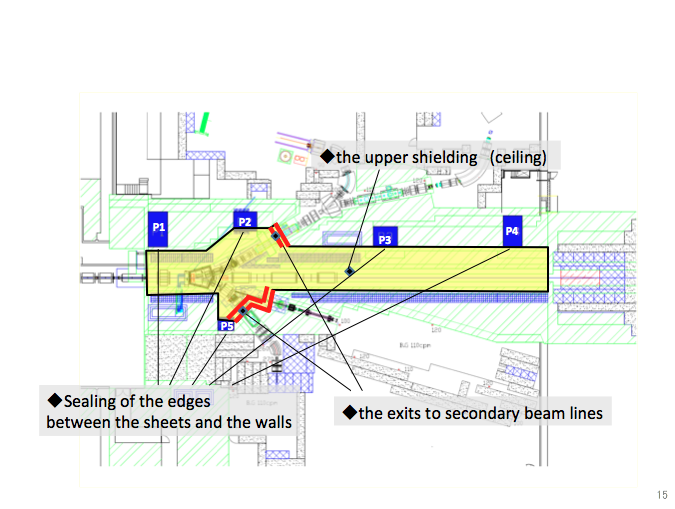 ◆the upper shielding (ceiling)
P1
P2
P3
P4
P5
◆Sealing of the edges
between the sheets and the walls
◆the exits to secondary beam lines
15